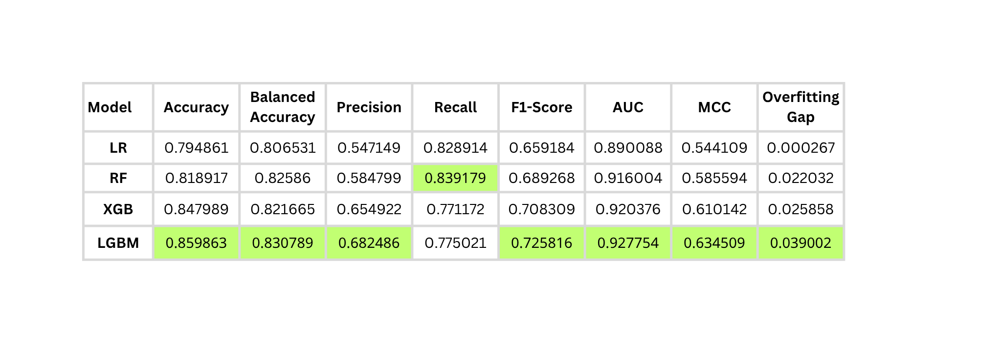 Model Accuracy Balanced Accuracy Precision Recall F1-Score AUC MCC Overfitting Gap
LR 0.794861 0.806531 0.547149 0.828914 0.659184 0.890088 0.544109 0.000267
RF 0.818917 0.82586 0.584799 0.839179 0.689268 0.916004 0.585594 0.022032
XGB 0.847989 0.821665 0.654922 0.771172 0.708309 0.920376 0.610142 0.025858
LGBM 0.859863 0.830789 0.682486 0.775021 0.725816 0.927754 0.634509 0.039002